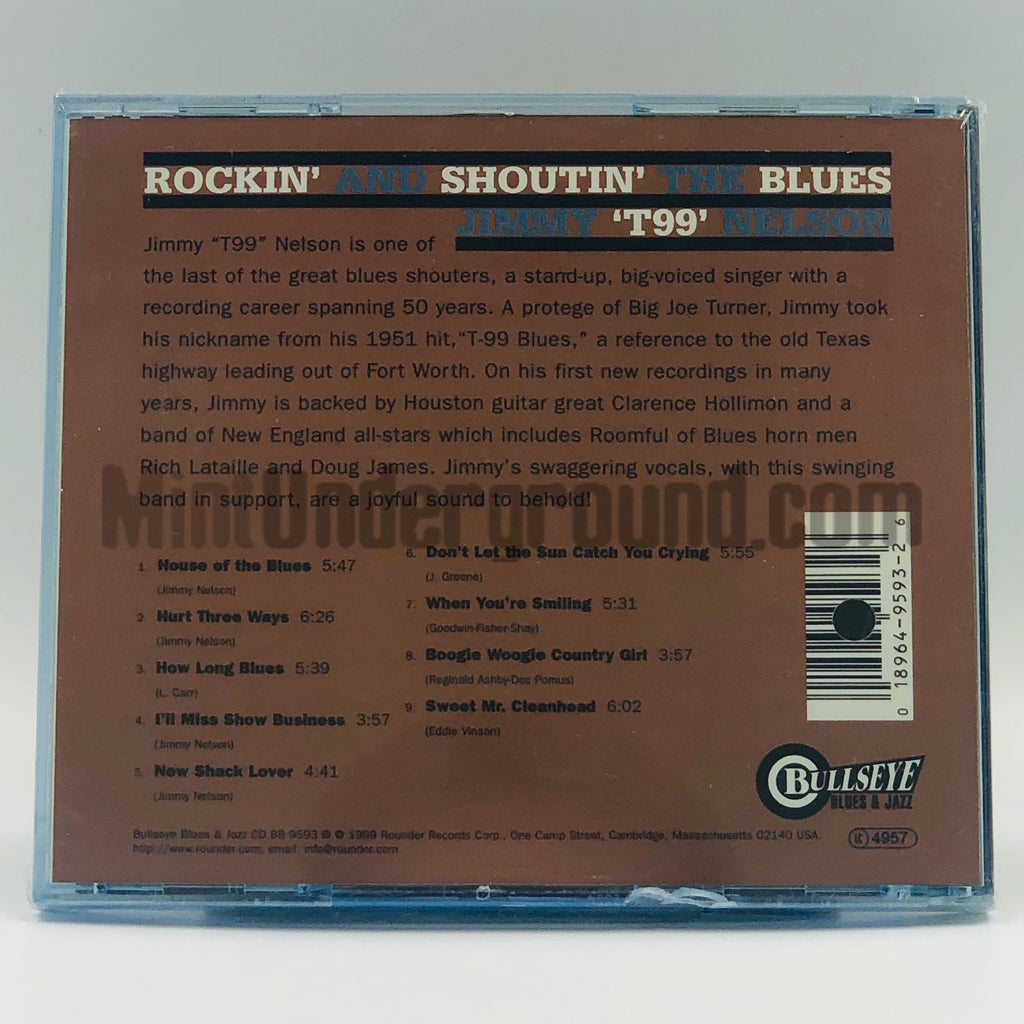 ROCKIN' AND SHOUTIN' THE BLUES
JIMMY 'T99' NELSON
Jimmy "T99" Nelson is one of
the last of the great blues shouters, a stand-up, big-voiced singer with a
recording career spanning 50 years. A protege of Big Joe Turner, Jimmy took
his nickname from his 1951 hit, "T-99 Blues," a reference to the old Texas
highway leading out of Fort Worth. On his first new recordings in many
years, Jimmy is backed by Houston guitar great Clarence Hollimon and a
band of New England all-stars which includes Roomful of Blues horn men
Rich Lataille and Doug James. Jimmy's swaggering vocals, with this swinging
band in support, are a joyful sound to behold!
MintUnderground.com
1. House of the Blues 5:47
(Jimmy Nelson)
2. Hurt Three Ways 6:26
(Jimmy Nelson)
3. How Long Blues 5:39
(L. Carr)
4. I'll Miss Show Business 3:57
(Jimmy Nelson)
5. New Shack Lover 4:41
(Jimmy Nelson)
6. Don't Let the Sun Catch You Crying 5:55
(J. Greene)
7. When You're Smiling 5:31
(Goodwin-Fisher-Shay)
8. Boogie Woogie Country Girl 3:57
(Reginald Ashby-Doc Pomus)
9. Sweet Mr. Cleanhead 6:02
(Eddie Vinson)
0 18964-9593-2 6
BULLSEYE
BLUES & JAZZ
Bullseye Blues & Jazz CD BB 9593 ℗ © 1999 Rounder Records Corp., One Camp Street, Cambridge, Massachusetts 02140 USA.
http://www.rounder.com, email: info@rounder.com
LC 4957